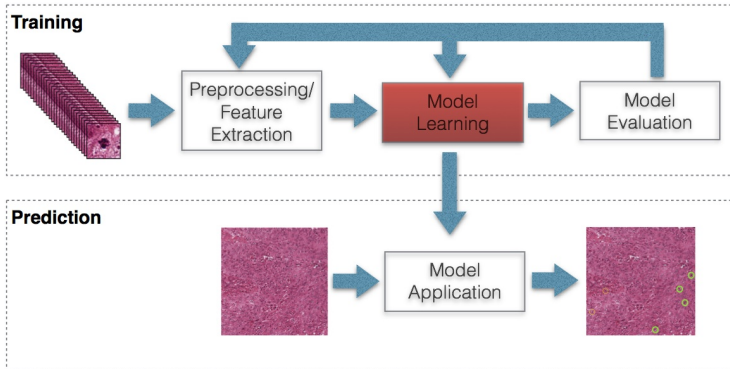 Training
Preprocessing/
Feature
Extraction
Model
Learning
Model
Evaluation
Prediction
Model
Application